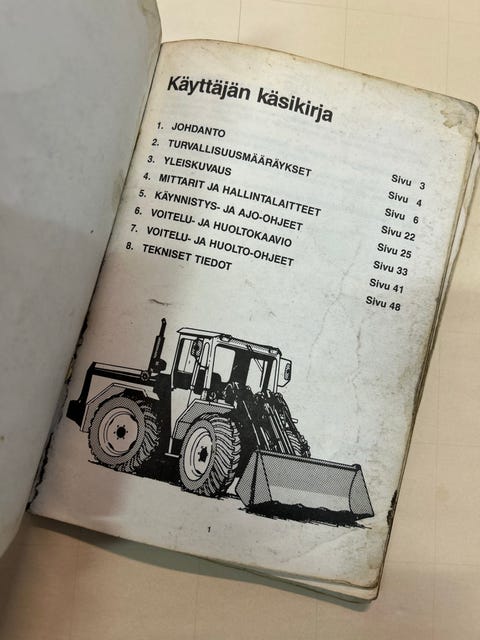 Käyttäjän käsikirja
1. JOHDANTO Sivu 3
2. TURVALLISUUSMÄÄRÄYKSET Sivu 4
3. YLEISKUVAUS Sivu 6
4. MITTARIT JA HALLINTALAITTEET Sivu 22
5. KÄYNNISTYS- JA AJO-OHJEET Sivu 25
6. VOITELU- JA HUOLTOKAAVIO Sivu 33
7. VOITELU- JA HUOLTO-OHJEET Sivu 41
8. TEKNISET TIEDOT Sivu 48
1